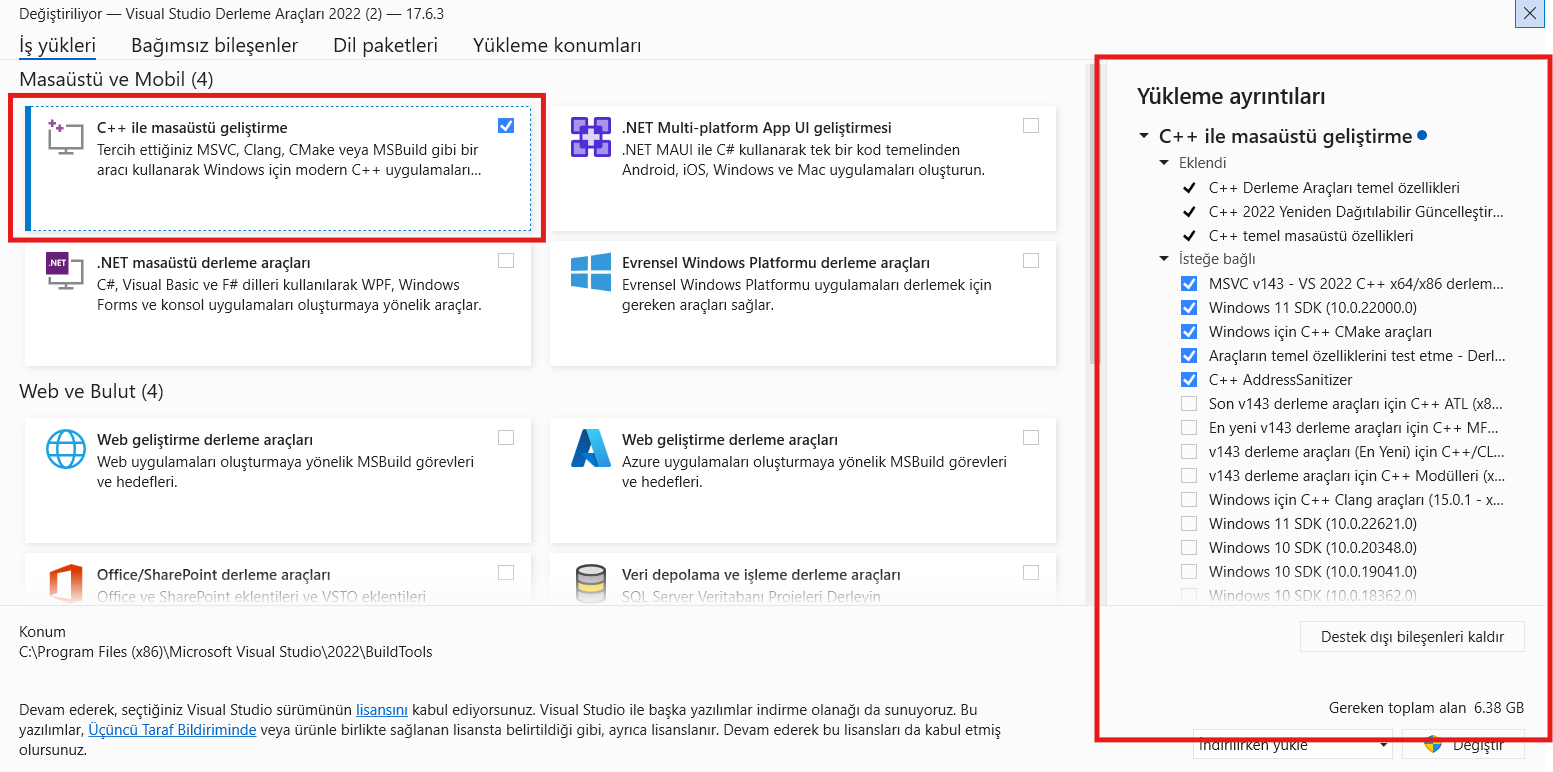 Değiştiriliyor — Visual Studio Derleme Araçları 2022 (2) — 17.6.3
İş yükleri
Bağımsız bileşenler
Dil paketleri
Yükleme konumları
Masaüstü ve Mobil (4)
C++ ile masaüstü geliştirme
Tercih ettiğiniz MSVC, Clang, CMake veya MSBuild gibi bir
aracı kullanarak Windows için modern C++ uygulamaları...
.NET Multi-platform App UI geliştirmesi
.NET MAUI ile C# kullanarak tek bir kod temelinden
Android, iOS, Windows ve Mac uygulamaları oluşturun.
.NET
.NET masaüstü derleme araçları
C#, Visual Basic ve F# dilleri kullanılarak WPF, Windows
Forms ve konsol uygulamaları oluşturmaya yönelik araçlar.
Evrensel Windows Platformu derleme araçları
Evrensel Windows Platformu uygulamaları derlemek için
gereken araçları sağlar.
Web ve Bulut (4)
Web geliştirme derleme araçları
Web uygulamaları oluşturmaya yönelik MSBuild görevleri
ve hedefleri.
Web geliştirme derleme araçları
Azure uygulamaları oluşturmaya yönelik MSBuild görevleri
ve hedefleri.
Office/SharePoint derleme araçları
Office ve SharePoint eklentileri ve VSTO eklentileri
Veri depolama ve işleme derleme araçları
SQL Server Veritabanı Projeleri Derleyin
Yükleme ayrıntıları
C++ ile masaüstü geliştirme
Eklendi
C++ Derleme Araçları temel özellikleri
C++ 2022 Yeniden Dağıtılabilir Güncelleştir...
C++ temel masaüstü özellikleri
İsteğe bağlı
MSVC v143 - VS 2022 C++ x64/x86 derlem...
Windows 11 SDK (10.0.22000.0)
Windows için C++ CMake araçları
Araçların temel özelliklerini test etme - Derl...
C++ AddressSanitizer
Son v143 derleme araçları için C++ ATL (x8...
En yeni v143 derleme araçları için C++ MF...
v143 derleme araçları (En Yeni) için C++/CL...
v143 derleme araçları için C++ Modülleri (x...
Windows için C++ Clang araçları (15.0.1 - x...
Windows 11 SDK (10.0.22621.0)
Windows 10 SDK (10.0.20348.0)
Windows 10 SDK (10.0.19041.0)
Windows 10 SDK (10.0.18362.0)
Konum
C:\Program Files (x86)\Microsoft Visual Studio\2022\BuildTools
Destek dışı bileşenleri kaldır
Devam ederek, seçtiğiniz Visual Studio sürümünün lisansını kabul ediyorsunuz. Visual Studio ile başka yazılımlar indirme olanağı da sunuyoruz. Bu
yazılımlar, Üçüncü Taraf Bildiriminde veya ürünle birlikte sağlanan lisansta belirtildiği gibi, ayrıca lisanslanır. Devam ederek bu lisansları da kabul etmiş
olursunuz.
Gereken toplam alan 6.38 GB
İndirilirken yükle
Değiştir